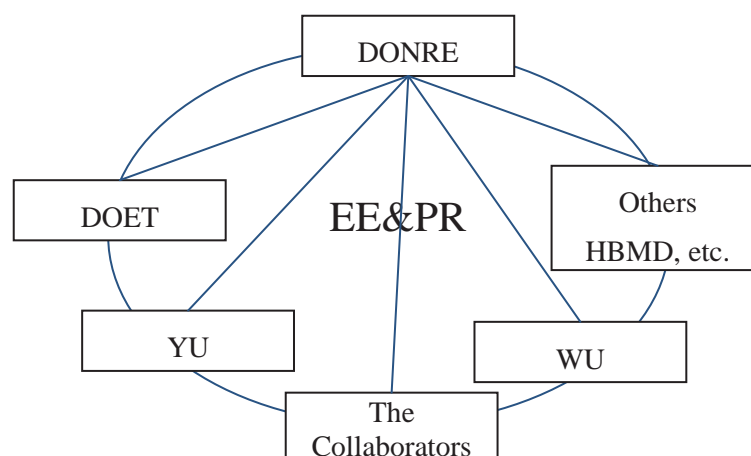 DONRE
DOET
EE&PR
Others
HBMD, etc.
YU
WU
The
Collaborators